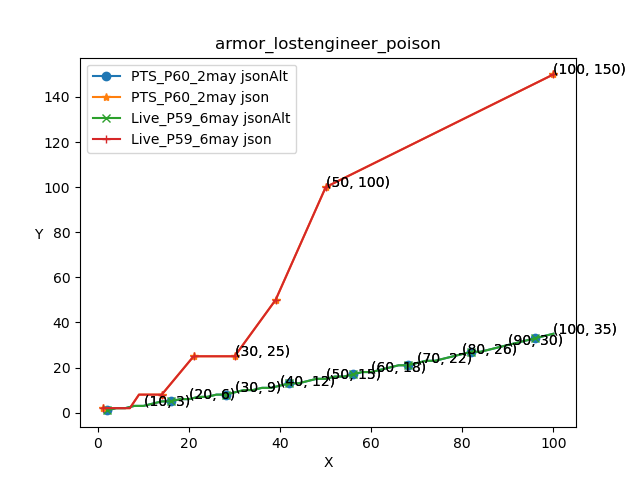 armor_lostengineer_poison
PTS_P60_2may jsonAlt
PTS_P60_2may json
Live_P59_6may jsonAlt
Live_P59_6may json
(100, 150)
(50, 100)
(30, 25)
(100, 35)
(90, 30)
(80, 26)
(70, 22)
(60, 18)
(50, 15)
(40, 12)
(30, 9)
(20, 6)
(10, 3)
Y
140
120
100
80
60
40
20
0
0 20 40 60 80 100
X